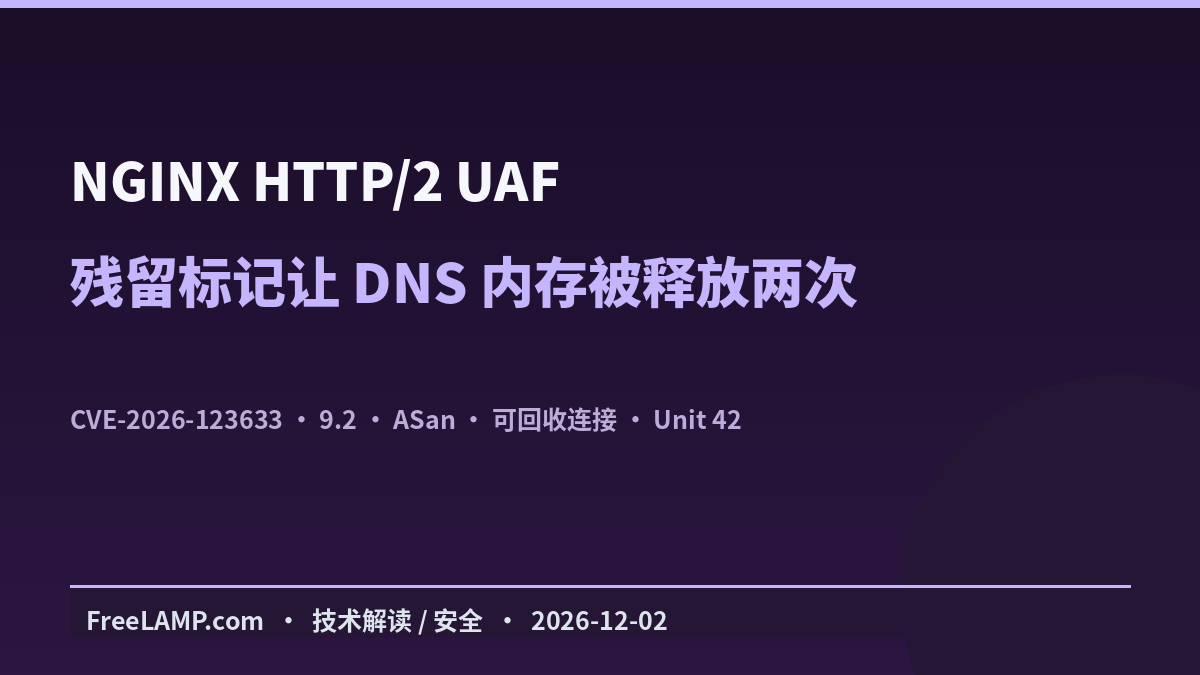 NGINX HTTP/2 UAF
残留标记让 DNS 内存被释放两次
CVE-2026-123633 · 9.2 · ASan · 可回收连接 · Unit 42
FreeLAMP.com · 技术解读 / 安全 · 2026-12-02